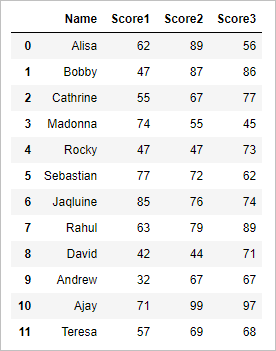 Name Score1 Score2 Score3
0 Alisa 62 89 56
1 Bobby 47 87 86
2 Cathrine 55 67 77
3 Madonna 74 55 45
4 Rocky 47 47 73
5 Sebastian 77 72 62
6 Jaqluine 85 76 74
7 Rahul 63 79 89
8 David 42 44 71
9 Andrew 32 67 67
10 Ajay 71 99 97
11 Teresa 57 69 68